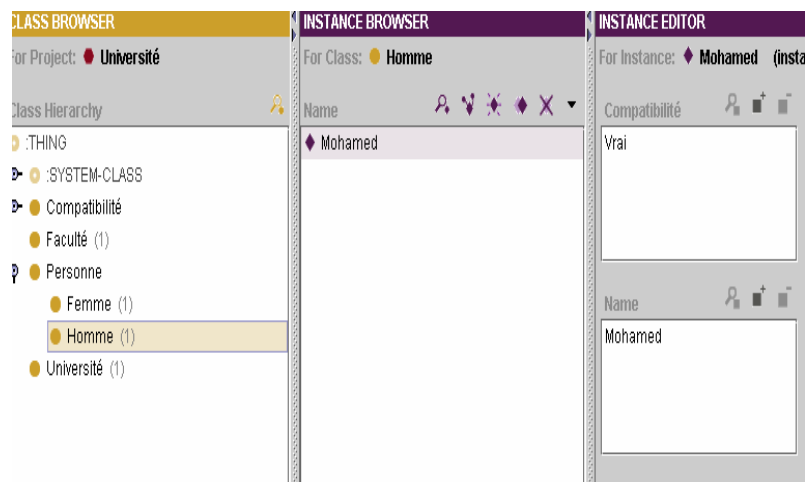 CLASS BROWSER
For Project: Université
Class Hierarchy
:THING
:SYSTEM-CLASS
Compatibilité
Faculté (1)
Personne
Femme (1)
Homme (1)
Université (1)
INSTANCE BROWSER
For Class: Homme
Name
Mohamed
INSTANCE EDITOR
For Instance: Mohamed (insta
Compatibilité
Vrai
Name
Mohamed